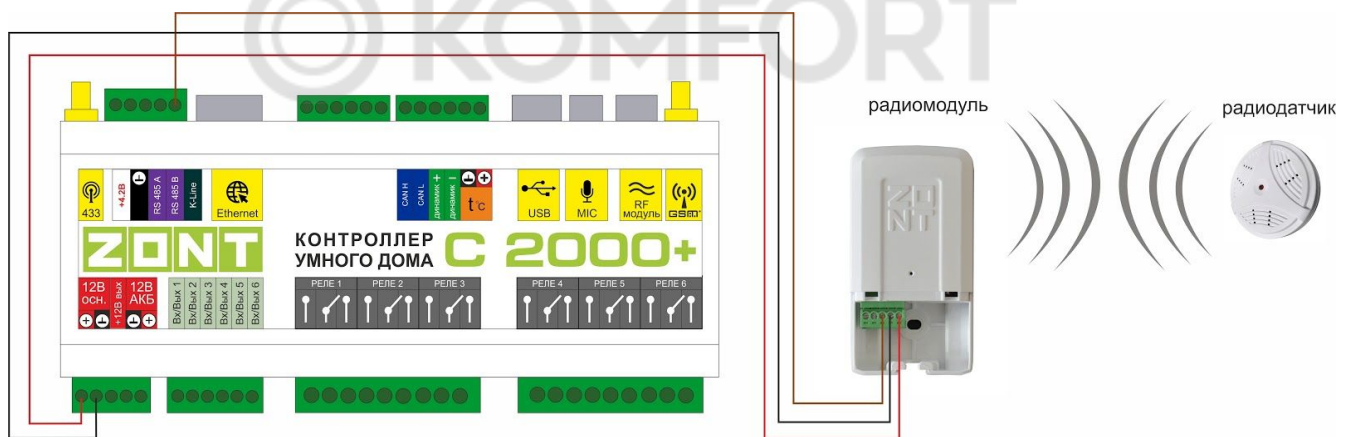 KOMFORT
радиомодуль
радиодатчик
433
+4.2В
RS 485 A
RS 485 B
K-Line
Ethernet
CAN H
CAN L
динамик +
динамик –
t°c
USB
MIC
RF
модуль
GSM
ZONT
КОНТРОЛЛЕР
УМНОГО ДОМА
C 2000+
12В
осн.
+12В вых
12В
АКБ
Вх/Вых 1
Вх/Вых 2
Вх/Вых 3
Вх/Вых 4
Вх/Вых 5
Вх/Вых 6
РЕЛЕ 1
РЕЛЕ 2
РЕЛЕ 3
РЕЛЕ 4
РЕЛЕ 5
РЕЛЕ 6
ZONT